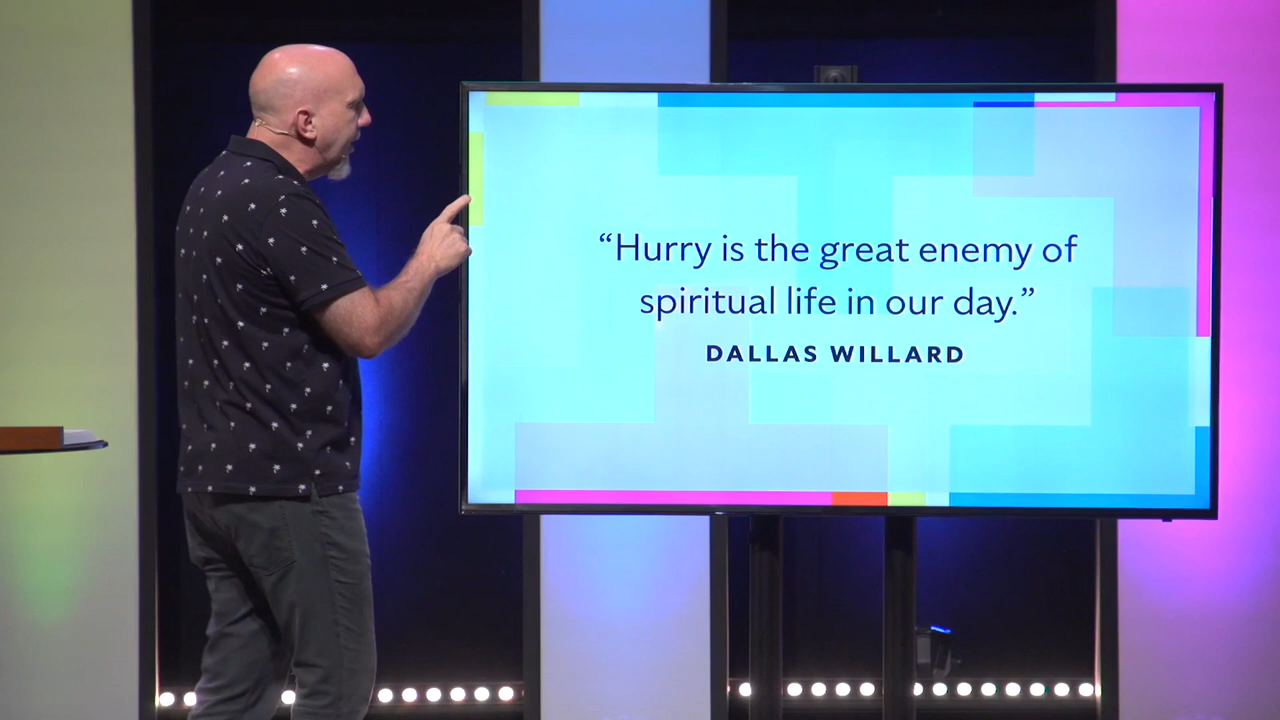 “Hurry is the great enemy of
spiritual life in our day.”
DALLAS WILLARD